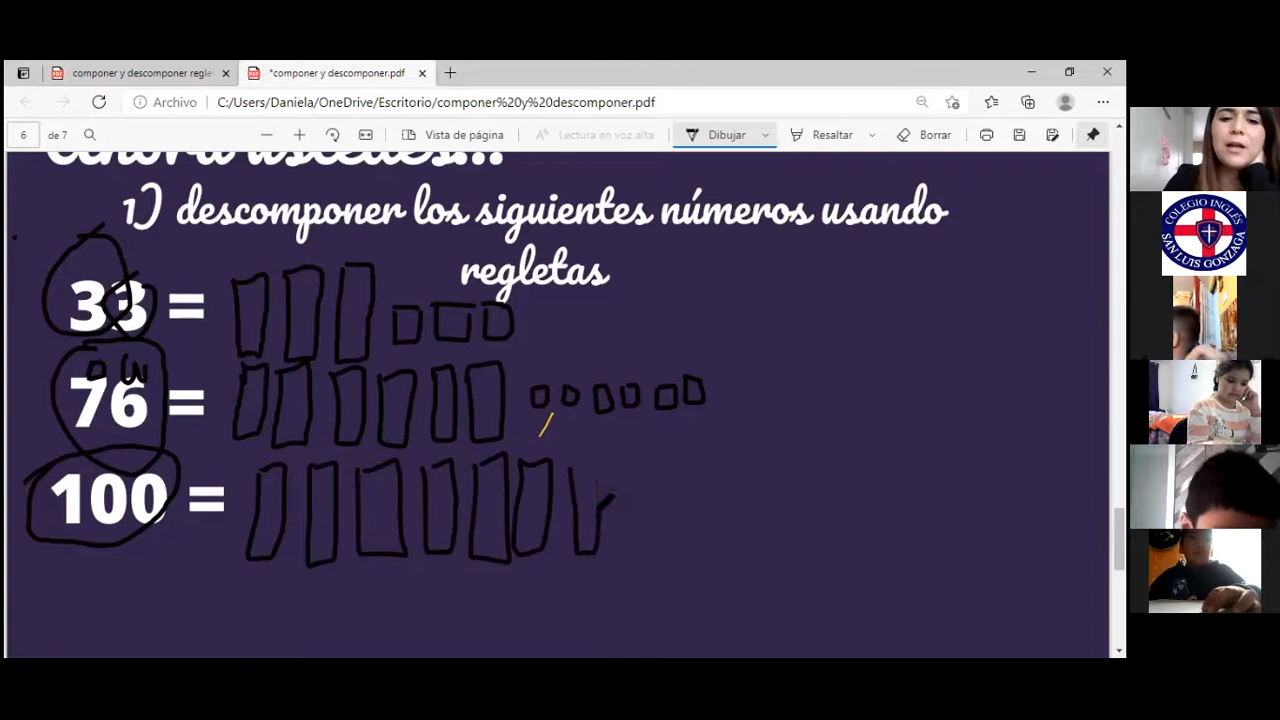 componer y descomponer regle
*componer y descomponer.pdf
Archivo
C:/Users/Daniela/OneDrive/Escritorio/componer%20y%20descomponer.pdf
6
de 7
Vista de página
Lectura en voz alta
Dibujar
Resaltar
Borrar
Ahora ustedes...
1) descomponer los siguientes números usando
regletas
33 =
76 =
100 =
COLEGIO INGLÉS
SAN LUIS GONZAGA